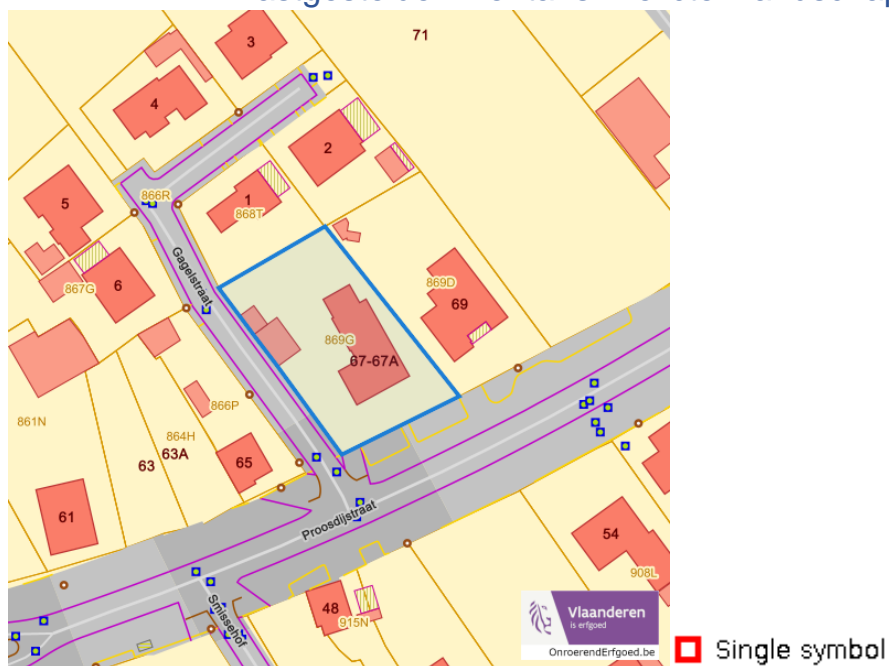 71
3
4
2
866R
1
868T
5
Gagelstraat
6
867G
869D
69
869G
67-67A
861N
866P
864H
63
63A
65
61
Proosdijstraat
54
908L
Smissehof
48
915N
Vlaanderen
is erfgoed
OnroerendErfgoed.be
Single symbol